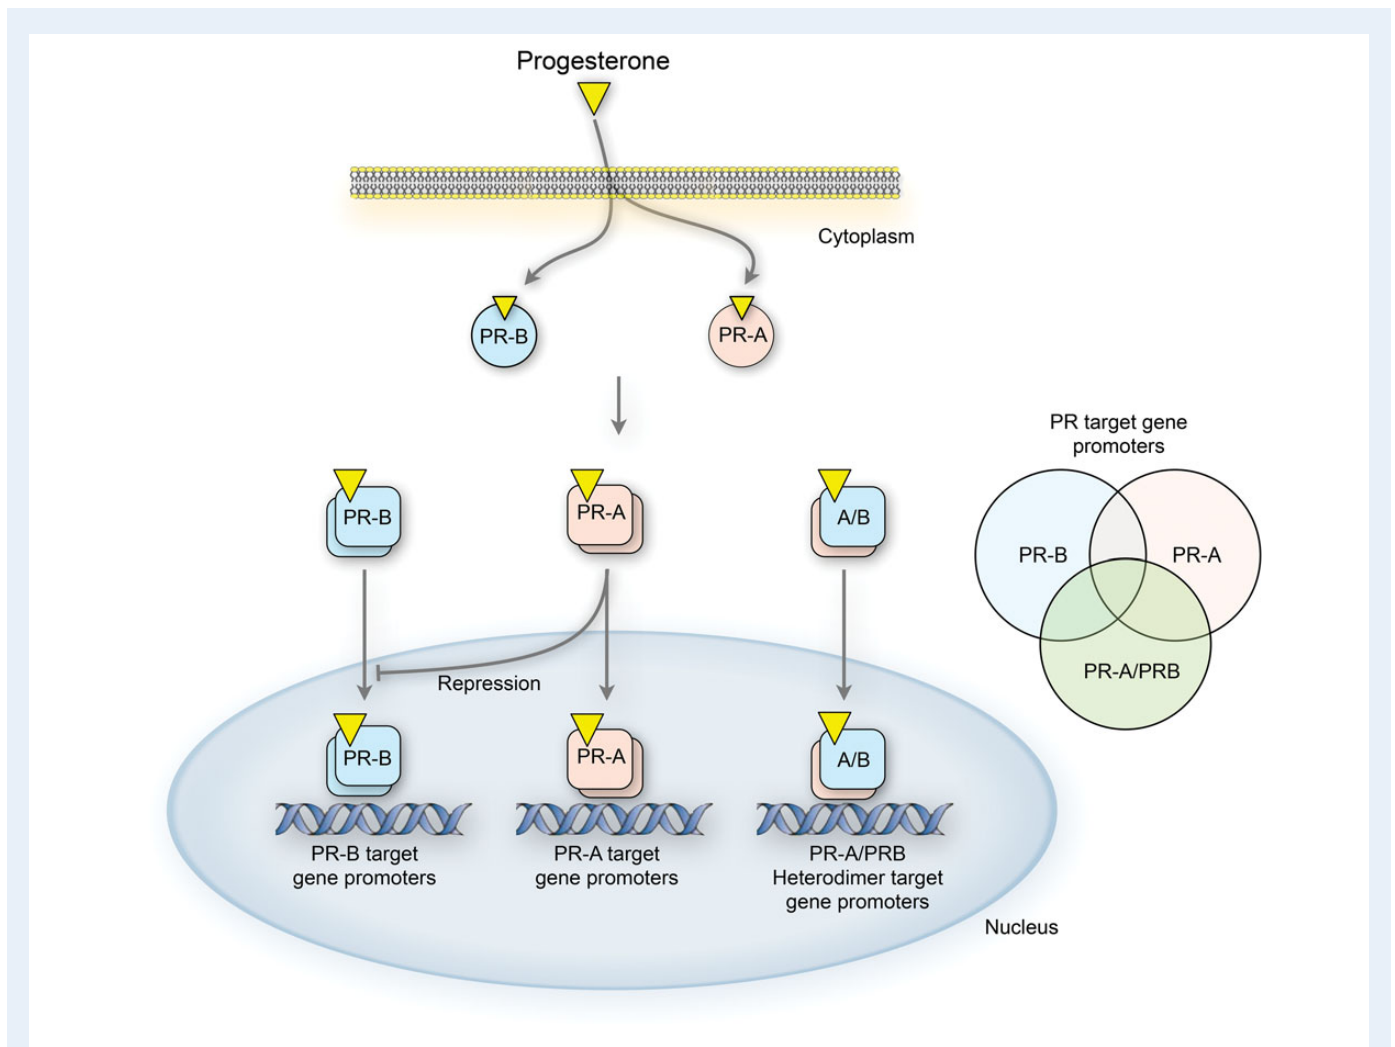 Progesterone
Cytoplasm
PR-B
PR-A
PR-B
PR-A
A/B
PR target gene
promoters
PR-B
PR-A
PR-A/PRB
Repression
PR-B
PR-A
A/B
PR-B target
gene promoters
PR-A target
gene promoters
PR-A/PRB
Heterodimer target
gene promoters
Nucleus